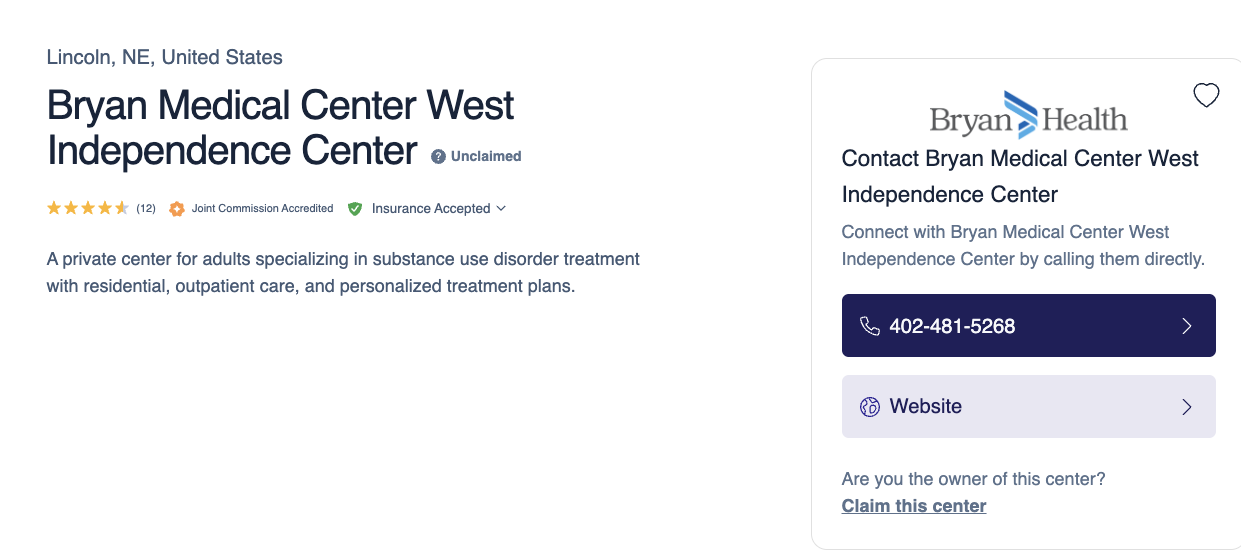 Lincoln, NE, United States
Bryan Medical Center West
Independence Center ? Unclaimed
(12) Joint Commission Accredited Insurance Accepted
A private center for adults specializing in substance use disorder treatment
with residential, outpatient care, and personalized treatment plans.
Bryan Health
Contact Bryan Medical Center West
Independence Center
Connect with Bryan Medical Center West
Independence Center by calling them directly.
402-481-5268
Website
Are you the owner of this center?
Claim this center